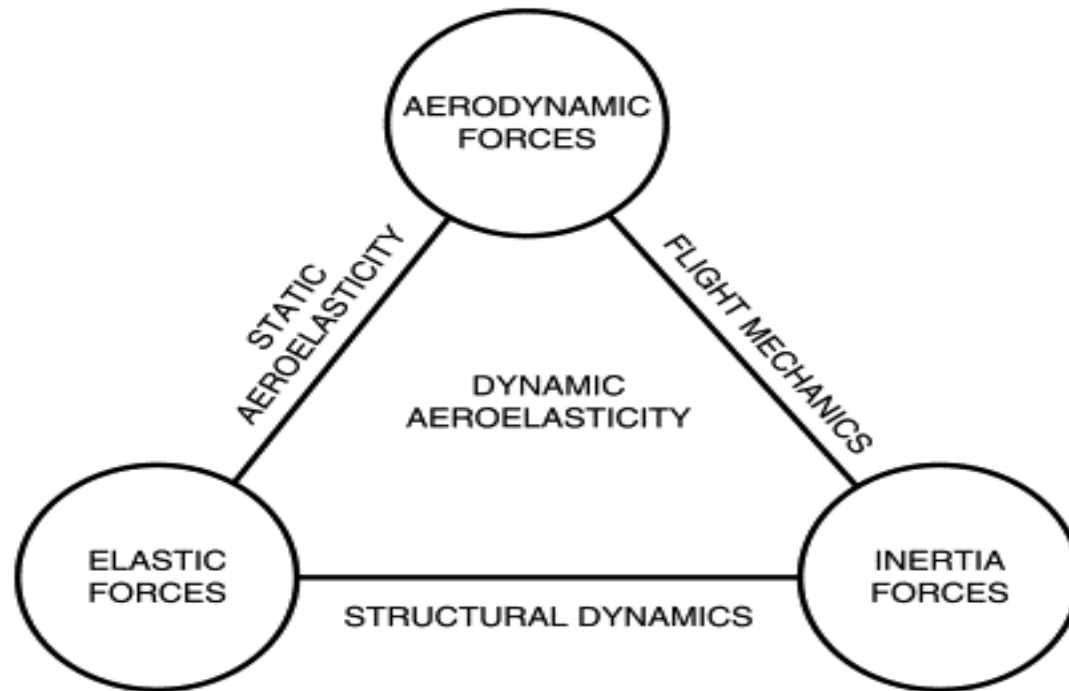 AERODYNAMIC
FORCES
STATIC
AEROELASTICITY
FLIGHT MECHANICS
DYNAMIC
AEROELASTICITY
ELASTIC
FORCES
STRUCTURAL DYNAMICS
INERTIA
FORCES